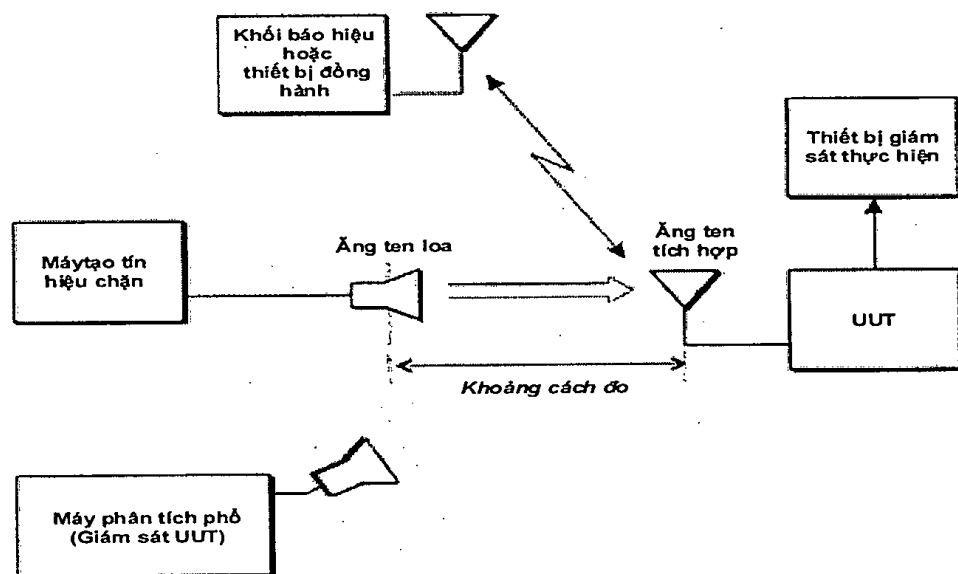 Khối báo hiệu
hoặc
thiết bị đồng
hành
Thiết bị giám
sát thực hiện
Máytạo tín
hiệu chặn
Ăng ten loa
Ăng ten
tích hợp
UUT
Khoảng cách đo
Máy phân tích phổ
(Giám sát UUT)